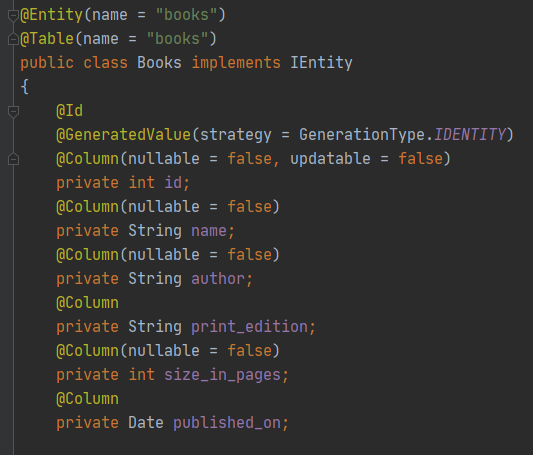 @Entity(name = "books")
@Table(name = "books")
public class Books implements IEntity
{
@Id
@GeneratedValue(strategy = GenerationType.IDENTITY)
@Column(nullable = false, updatable = false)
private int id;
@Column(nullable = false)
private String name;
@Column(nullable = false)
private String author;
@Column
private String print_edition;
@Column(nullable = false)
private int size_in_pages;
@Column
private Date published_on;